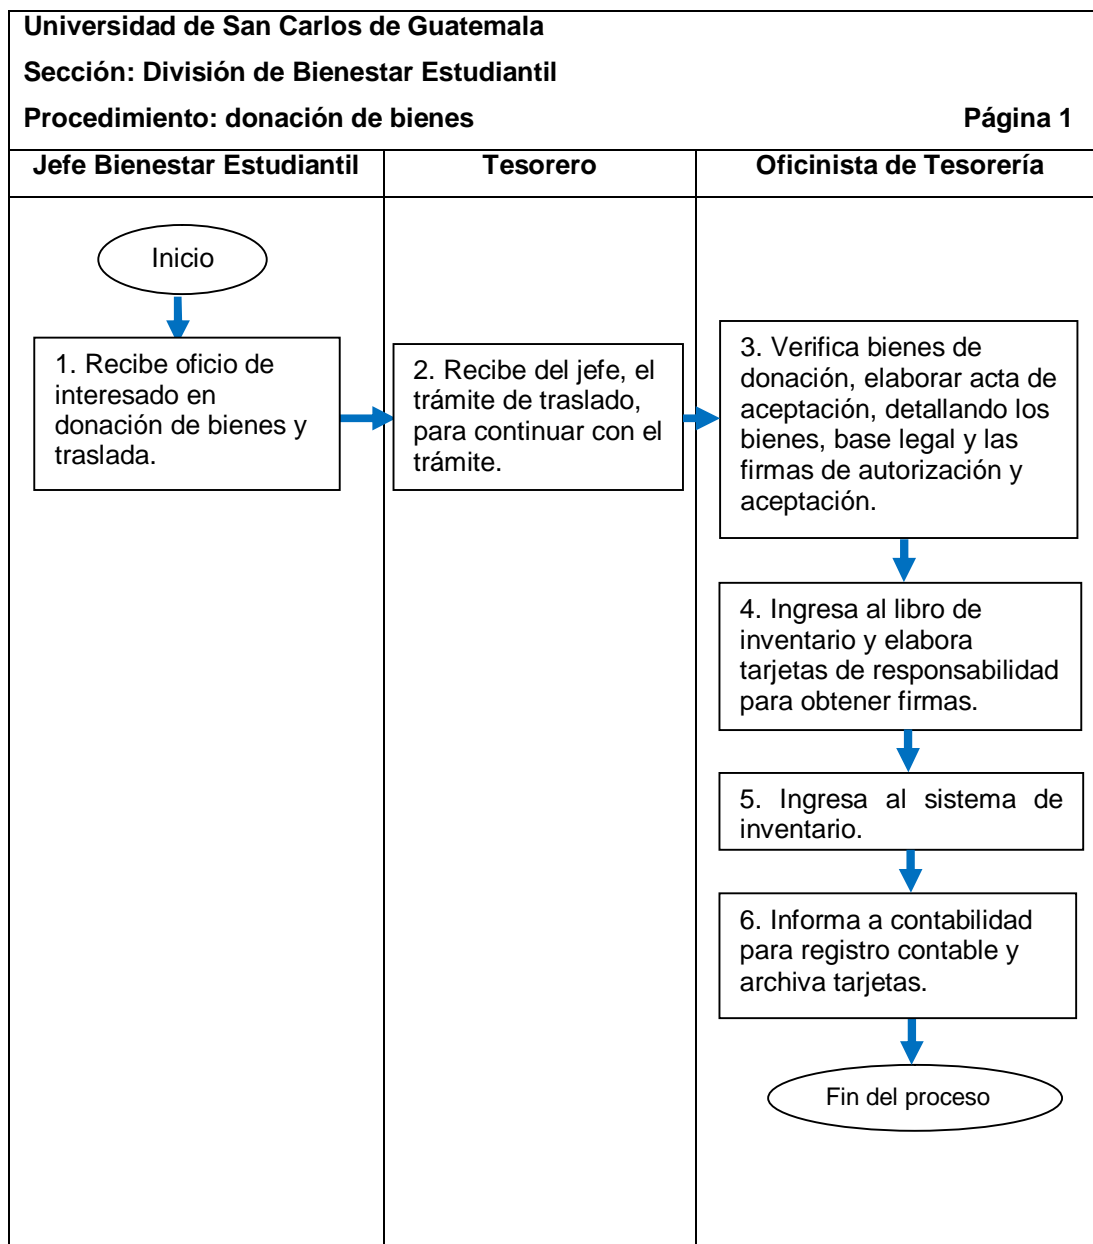 Universidad de San Carlos de Guatemala
Sección: División de Bienestar Estudiantil
Procedimiento: donación de bienes Página 1
Jefe Bienestar Estudiantil
Tesorero
Oficinista de Tesorería
Inicio
1. Recibe oficio de
interesado en
donación de bienes y
traslada.
2. Recibe del jefe, el
trámite de traslado,
para continuar con el
trámite.
3. Verifica bienes de
donación, elaborar acta de
aceptación, detallando los
bienes, base legal y las
firmas de autorización y
aceptación.
4. Ingresa al libro de
inventario y elabora
tarjetas de responsabilidad
para obtener firmas.
5. Ingresa al sistema de
inventario.
6. Informa a contabilidad
para registro contable y
archiva tarjetas.
Fin del proceso